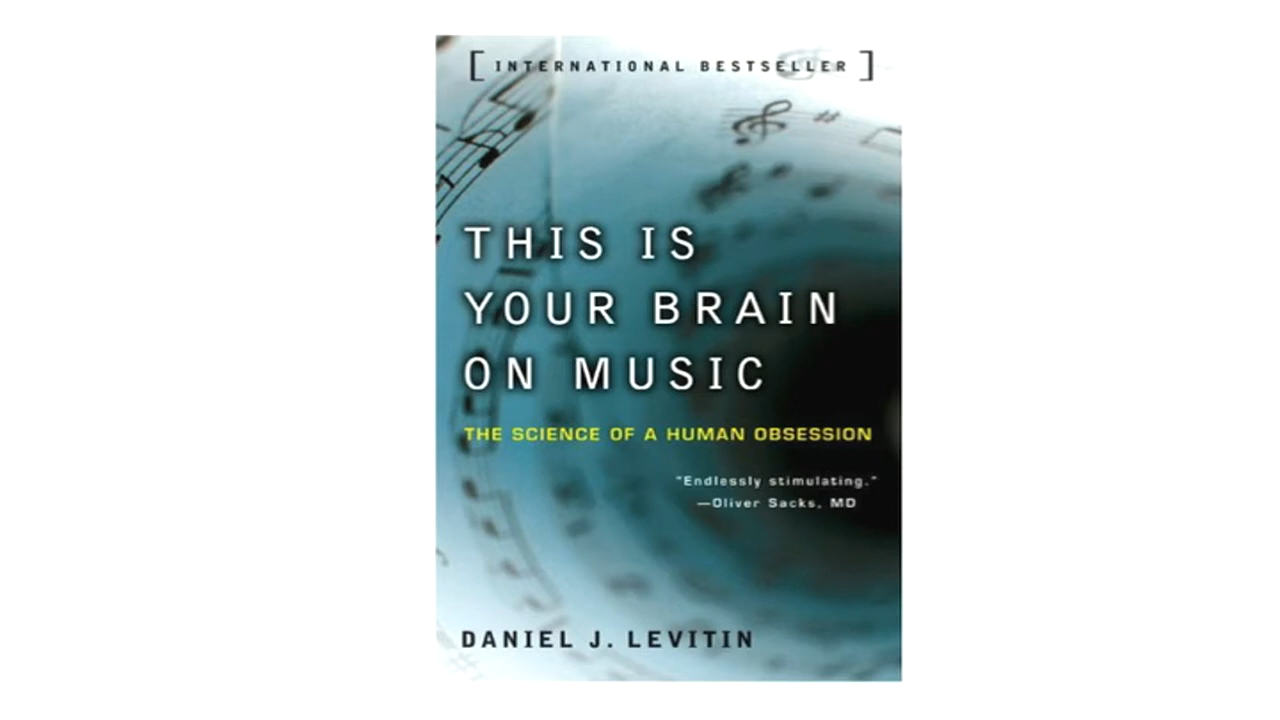 [ INTERNATIONAL BESTSELLER ]
THIS IS
YOUR BRAIN
ON MUSIC
THE SCIENCE OF A HUMAN OBSESSION
"Endlessly stimulating."
—Oliver Sacks, MD
DANIEL J. LEVITIN